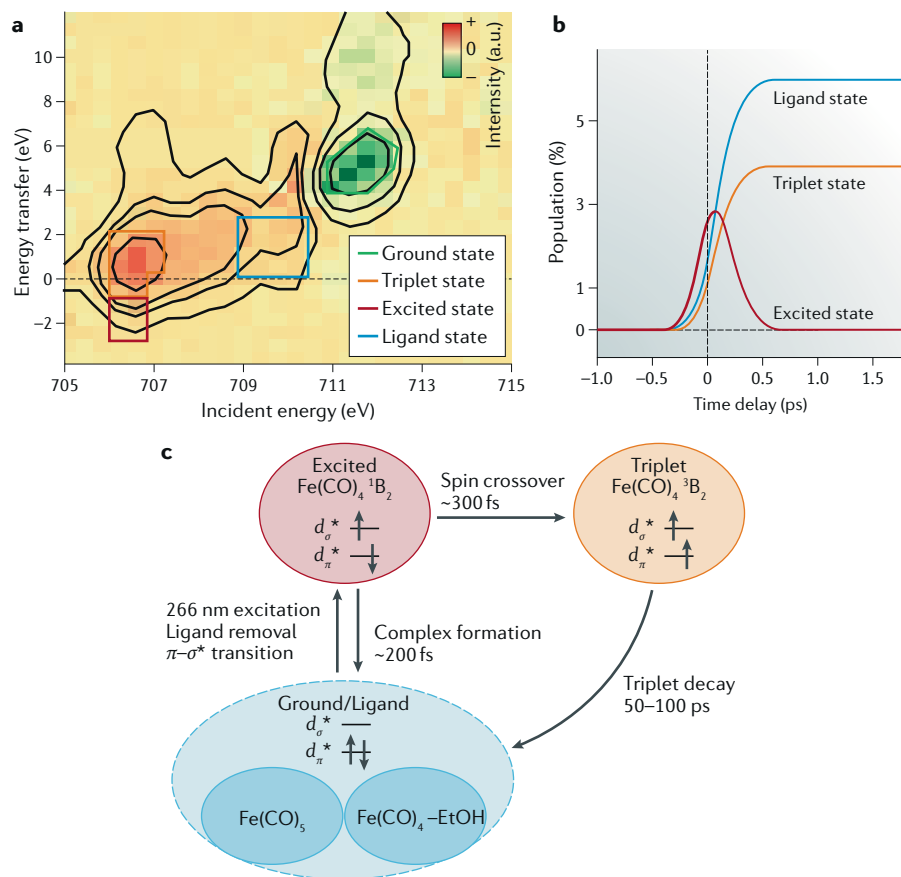 a
Energy transfer (eV)
10
8
6
4
2
0
−2
+
0
−
Internsity (a.u.)
Ground state
Triplet state
Excited state
Ligand state
705
707
709
711
713
715
Incident energy (eV)
b
Population (%)
5
3
1
0
Ligand state
Triplet state
Excited state
−1.0
−0.5
0
0.5
1.0
1.5
Time delay (ps)
c
Excited
Fe(CO)₄ ¹B₂
dσ*
dπ*
Spin crossover
~300 fs
Triplet
Fe(CO)₄ ³B₂
dσ*
dπ*
266 nm excitation
Ligand removal
π–σ* transition
Complex formation
~200 fs
Triplet decay
50–100 ps
Ground/Ligand
dσ*
dπ*
Fe(CO)₅
Fe(CO)₄ –EtOH